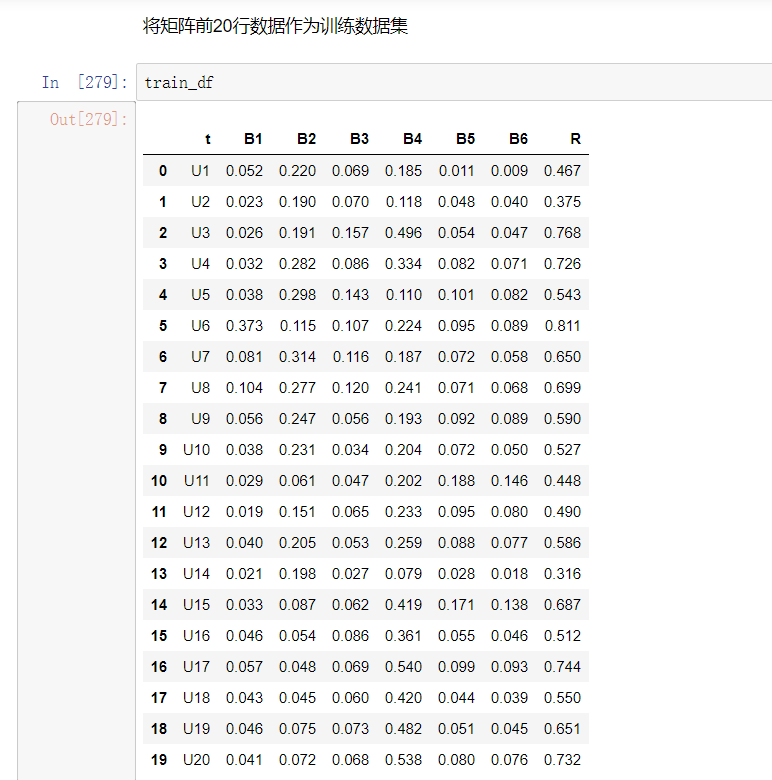 将矩阵前20行数据作为训练数据集
In [279]: train_df
Out[279]:
t B1 B2 B3 B4 B5 B6 R
0 U1 0.052 0.220 0.069 0.185 0.011 0.009 0.467
1 U2 0.023 0.190 0.070 0.118 0.048 0.040 0.375
2 U3 0.026 0.191 0.157 0.496 0.054 0.047 0.768
3 U4 0.032 0.282 0.086 0.334 0.082 0.071 0.726
4 U5 0.038 0.298 0.143 0.110 0.101 0.082 0.543
5 U6 0.373 0.115 0.107 0.224 0.095 0.089 0.811
6 U7 0.081 0.314 0.116 0.187 0.072 0.058 0.650
7 U8 0.104 0.277 0.120 0.241 0.071 0.068 0.699
8 U9 0.056 0.247 0.056 0.193 0.092 0.089 0.590
9 U10 0.038 0.231 0.034 0.204 0.072 0.050 0.527
10 U11 0.029 0.061 0.047 0.202 0.188 0.146 0.448
11 U12 0.019 0.151 0.065 0.233 0.095 0.080 0.490
12 U13 0.040 0.205 0.053 0.259 0.088 0.077 0.586
13 U14 0.021 0.198 0.027 0.079 0.028 0.018 0.316
14 U15 0.033 0.087 0.062 0.419 0.171 0.138 0.687
15 U16 0.046 0.054 0.086 0.361 0.055 0.046 0.512
16 U17 0.057 0.048 0.069 0.540 0.099 0.093 0.744
17 U18 0.043 0.045 0.060 0.420 0.044 0.039 0.550
18 U19 0.046 0.075 0.073 0.482 0.051 0.045 0.651
19 U20 0.041 0.072 0.068 0.538 0.080 0.076 0.732